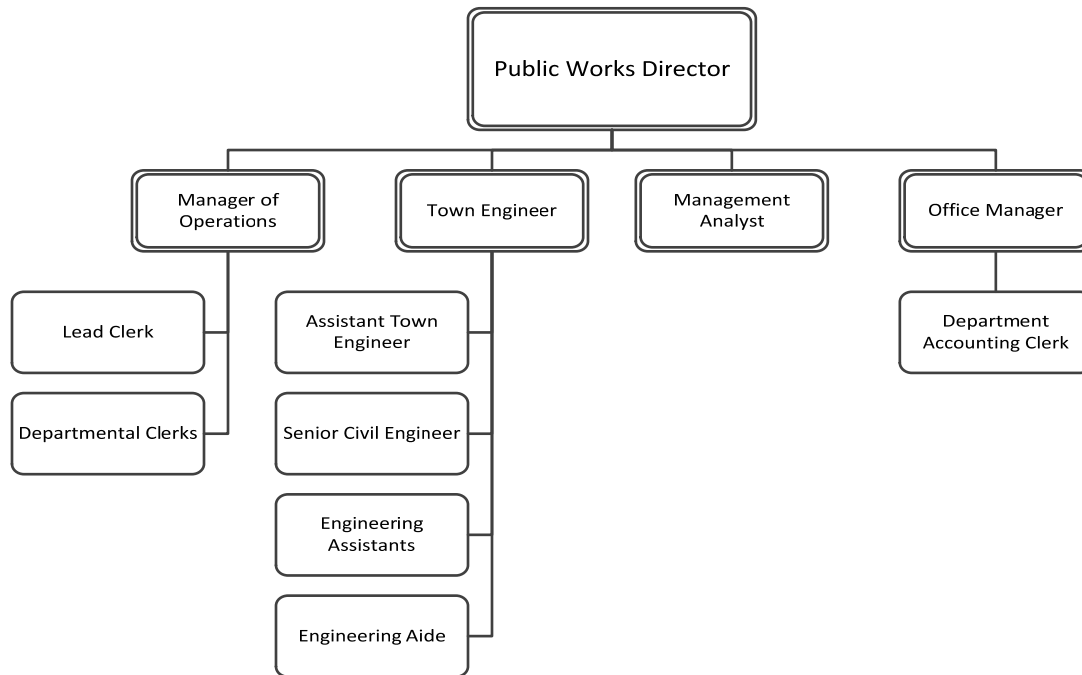 Public Works Director
Manager of
Operations
Town Engineer
Management
Analyst
Office Manager
Lead Clerk
Assistant Town
Engineer
Department
Accounting Clerk
Departmental Clerks
Senior Civil Engineer
Engineering
Assistants
Engineering Aide